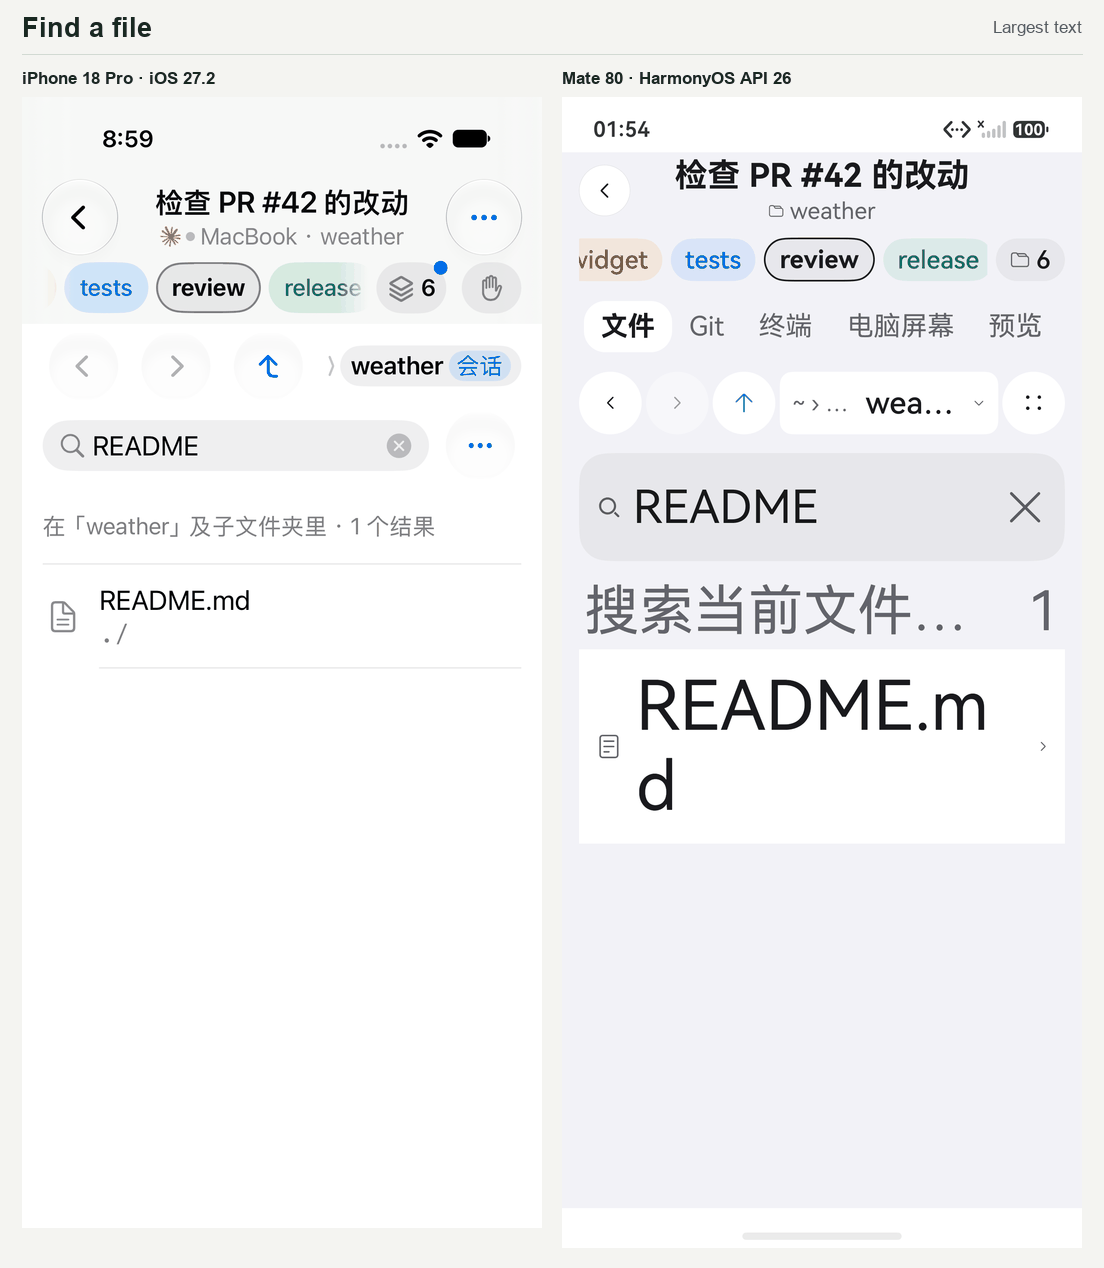 Find a file
Largest text
iPhone 18 Pro · iOS 27.2
8:59
检查 PR #42 的改动
MacBook · weather
tests
review
release
6
weather 会话
README
在「weather」及子文件夹里 · 1 个结果
README.md
./
Mate 80 · HarmonyOS API 26
01:54
100
检查 PR #42 的改动
weather
widget
tests
review
release
6
文件
Git
终端
电脑屏幕
预览
~ › … wea…
README
搜索当前文件… 1
README.m
d